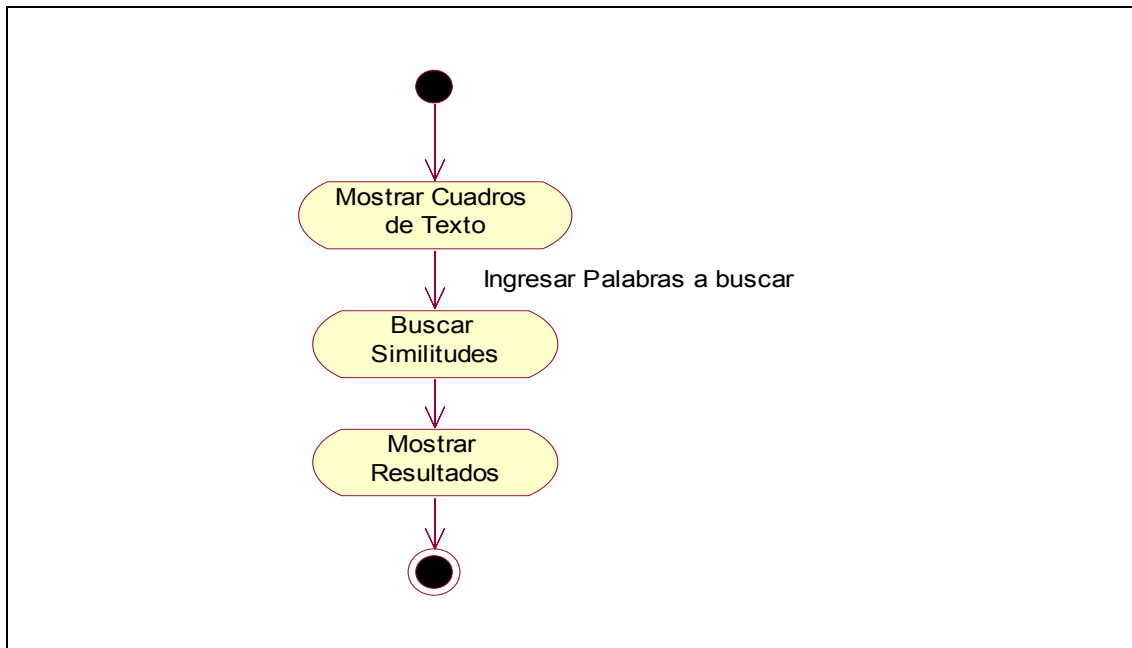 Mostrar Cuadros
de Texto
Ingresar Palabras a buscar
Buscar
Similitudes
Mostrar
Resultados